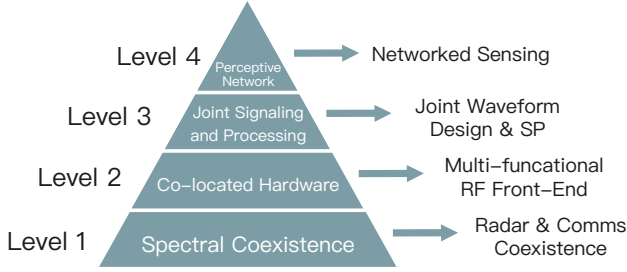 Level 4
Perceptive
Network
Networked Sensing
Level 3
Joint Signaling
and Processing
Joint Waveform
Design & SP
Level 2
Co-located Hardware
Multi-funcational
RF Front-End
Level 1
Spectral Coexistence
Radar & Comms
Coexistence